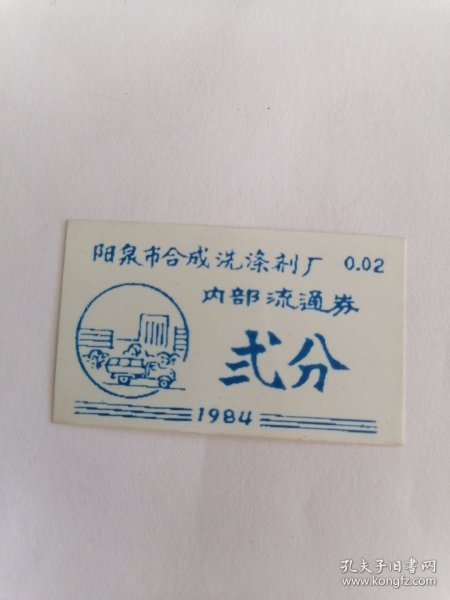 阳泉市合成洗涤剂厂 0.02
内部流通券
弍分
1984
孔夫子旧书网
www.kongfz.com